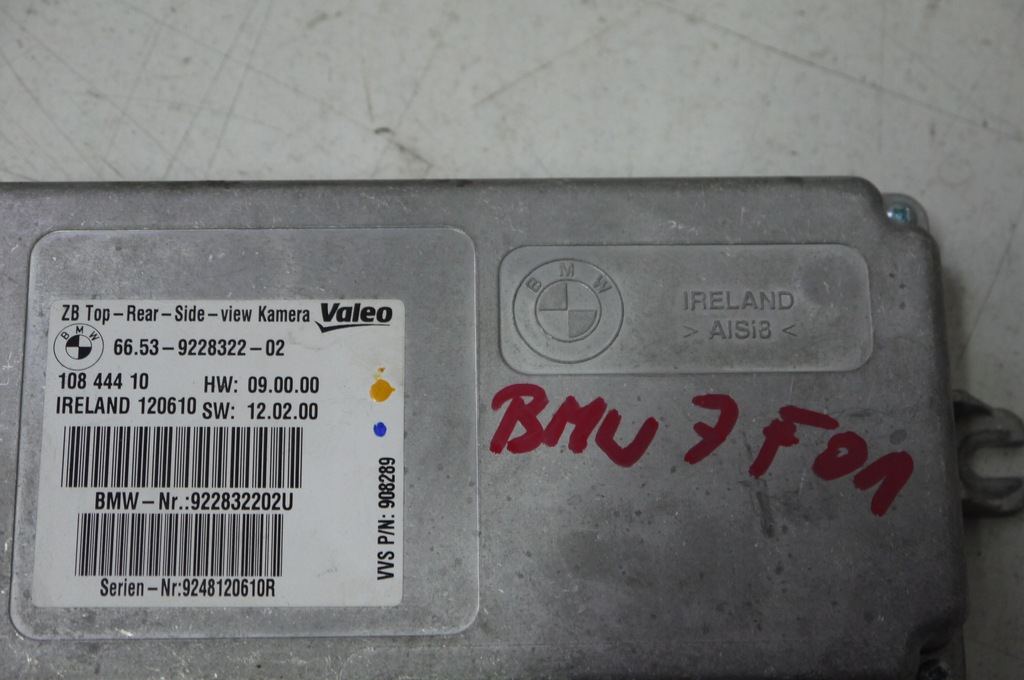 ZB Top-Rear-Side-view Kamera Valeo
BMW 66.53-9228322-02
108 444 10 HW: 09.00.00
IRELAND 120610 SW: 12.02.00
BMW-Nr.:922832202U
Serien-Nr:9248120610R
VVS P/N: 908289
BMW
IRELAND
> AlSi8 <
BMW 7 F01